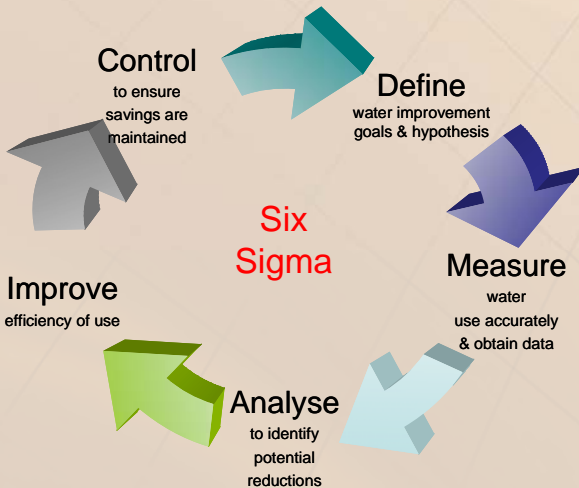 Control
to ensure
savings are
maintained
Define
water improvement
goals & hypothesis
Six
Sigma
Measure
water
use accurately
& obtain data
Improve
efficiency of use
Analyse
to identify
potential
reductions